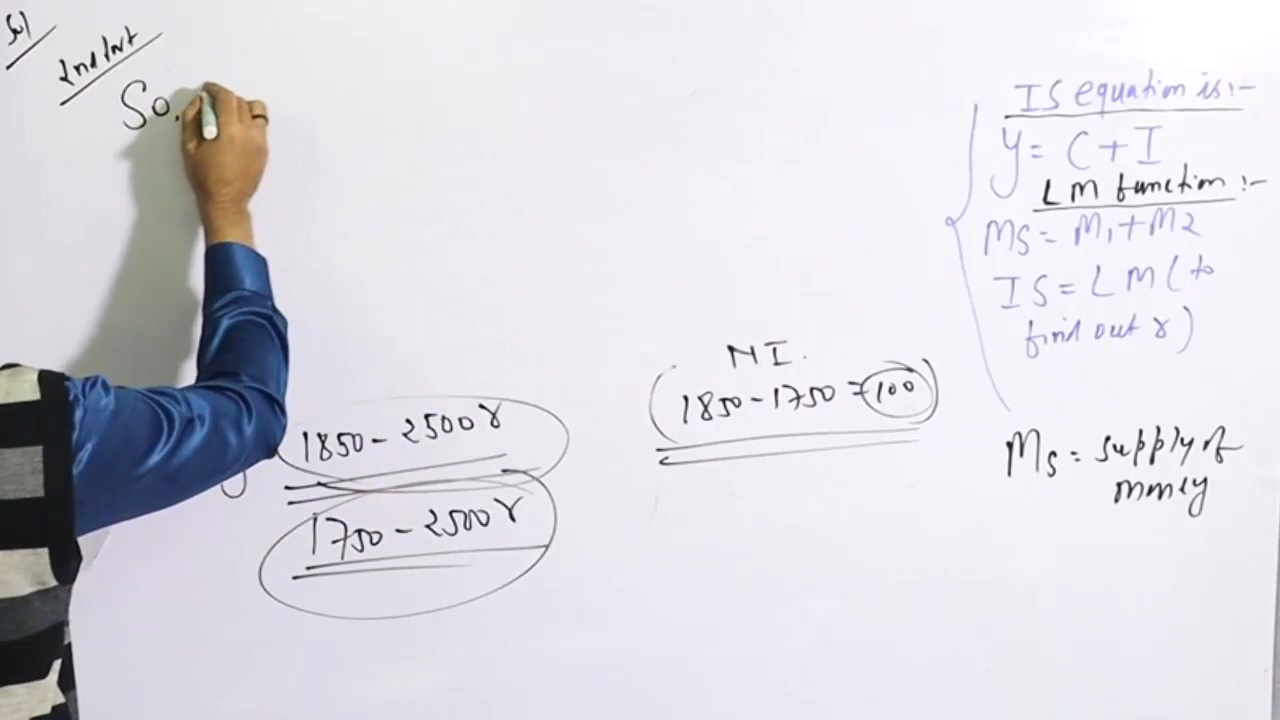 Sol
2nd Part
So,
IS equation is:-
Y = C + I
LM function:-
MS = M1 + M2
IS = LM (to
find out r)
NI.
1850 - 1750 = 100
1850 - 2500r
1750 - 2500r
Ms = supply of
money